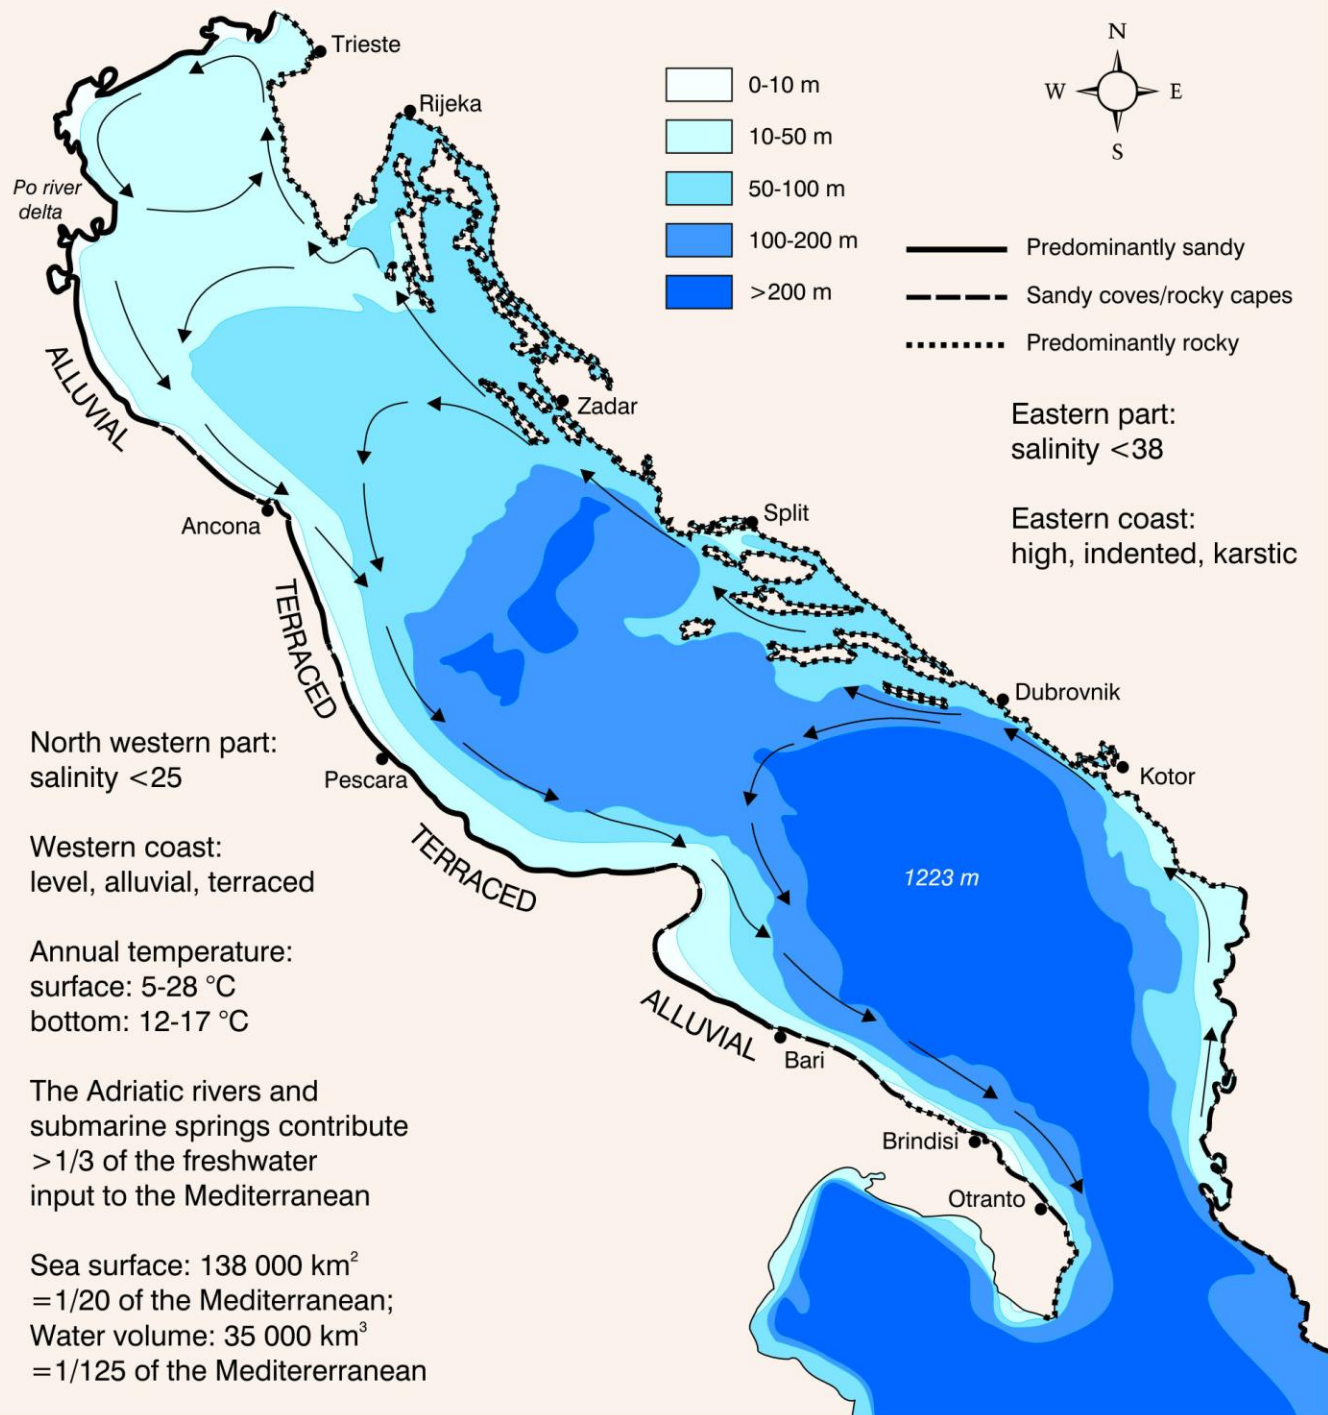 Trieste
Rijeka
Po river
delta
0-10 m
10-50 m
50-100 m
100-200 m
>200 m
N
W
E
S
Predominantly sandy
Sandy coves/rocky capes
Predominantly rocky
ALLUVIAL
Zadar
Eastern part:
salinity <38
Ancona
Split
Eastern coast:
high, indented, karstic
TERRACED
Dubrovnik
Kotor
North western part:
salinity <25
Pescara
TERRACED
Western coast:
level, alluvial, terraced
1223 m
Annual temperature:
surface: 5-28 °C
bottom: 12-17 °C
ALLUVIAL
Bari
The Adriatic rivers and
submarine springs contribute
>1/3 of the freshwater
input to the Mediterranean
Brindisi
Otranto
Sea surface: 138 000 km²
=1/20 of the Mediterranean;
Water volume: 35 000 km³
=1/125 of the Meditererranean